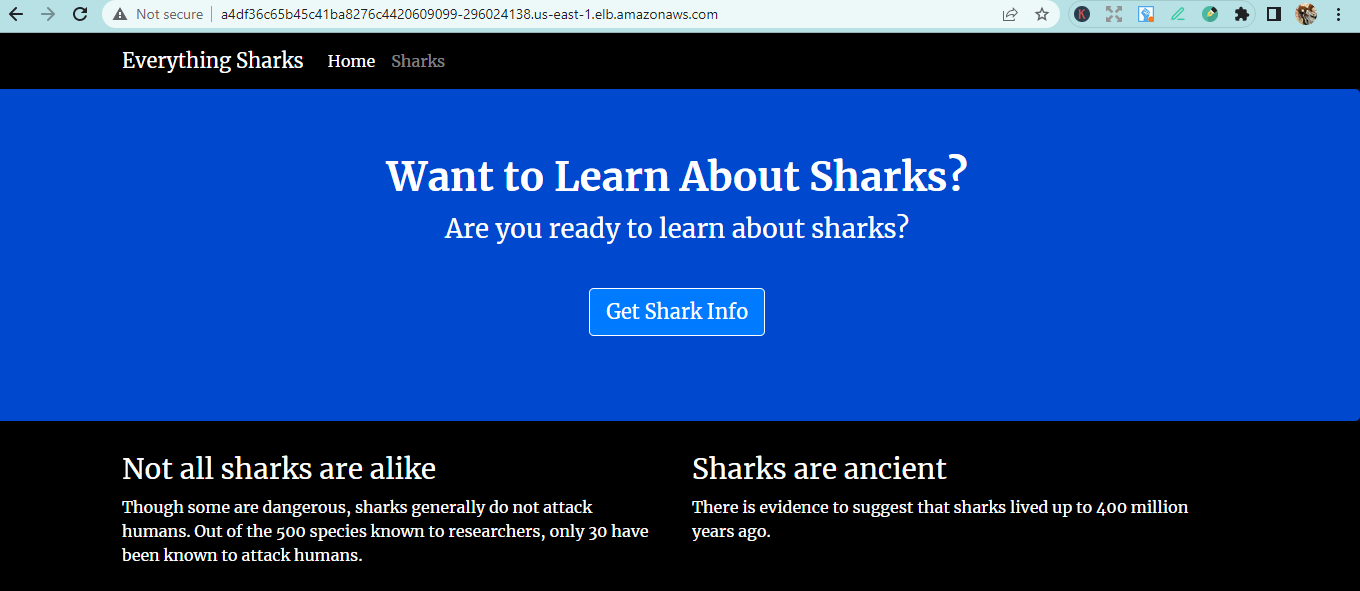 Not secure a4df36c65b45c41ba8276c4420609099-296024138.us-east-1.elb.amazonaws.com
K
Everything Sharks Home Sharks
Want to Learn About Sharks?
Are you ready to learn about sharks?
Get Shark Info
Not all sharks are alike
Though some are dangerous, sharks generally do not attack
humans. Out of the 500 species known to researchers, only 30 have
been known to attack humans.
Sharks are ancient
There is evidence to suggest that sharks lived up to 400 million
years ago.